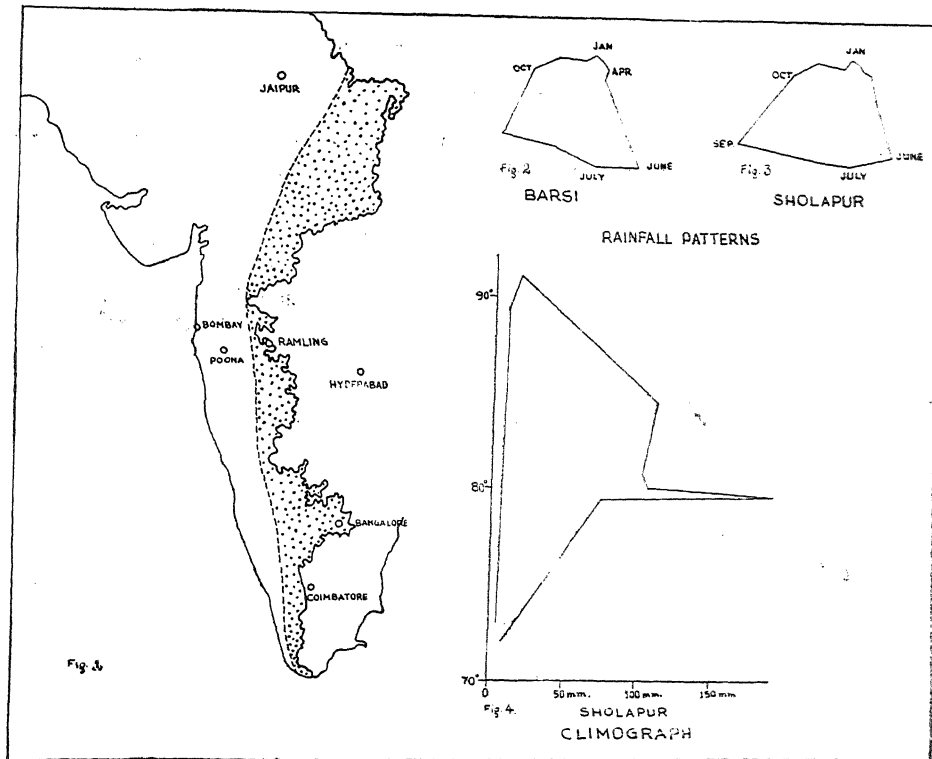 JAIPUR
BOMBAY
POONA
RAMLING
HYDERABAD
BANGALORE
COIMBATORE
JAN
OCT
APR.
JUNE
JULY
Fig. 2
BARSI
JAN
OCT
SEP.
JUNE
JULY
Fig. 3
SHOLAPUR
RAINFALL PATTERNS
90°
80°
70°
0
50 mm.
100 mm.
150 mm
Fig. 4.
SHOLAPUR
CLIMOGRAPH